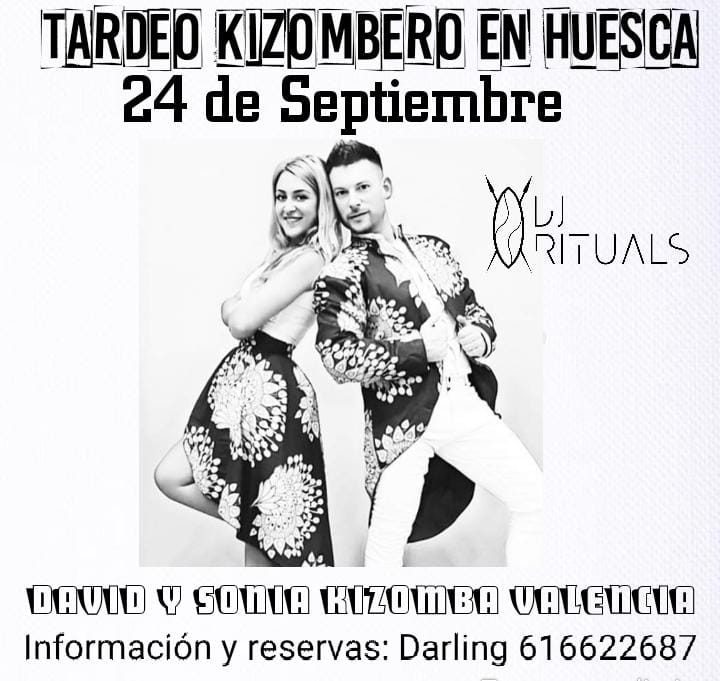 TARDEO KIZOMBERO EN HUESCA
24 de Septiembre
DJ
RITUALS
DAVID Y SONIA KIZOMBA VALENCIA
Información y reservas: Darling 616622687